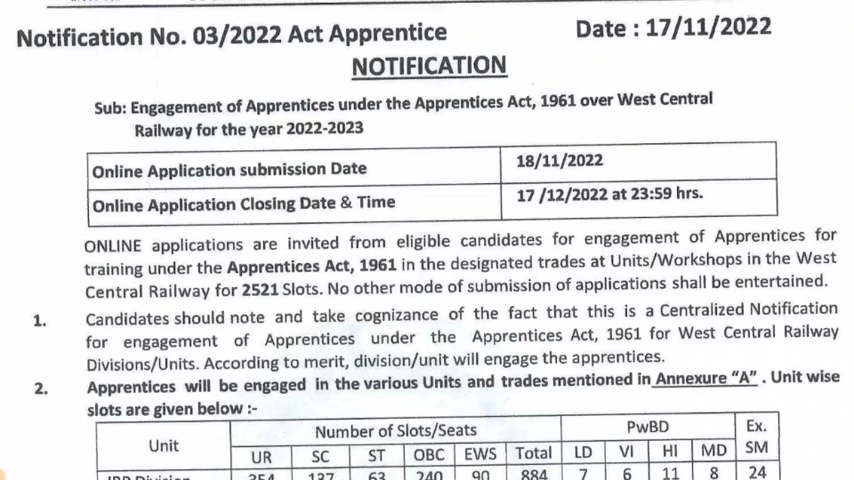 Notification No. 03/2022 Act Apprentice Date : 17/11/2022
NOTIFICATION
Sub: Engagement of Apprentices under the Apprentices Act, 1961 over West Central
Railway for the year 2022-2023
Online Application submission Date 18/11/2022
Online Application Closing Date & Time 17 /12/2022 at 23:59 hrs.
ONLINE applications are invited from eligible candidates for engagement of Apprentices for
training under the Apprentices Act, 1961 in the designated trades at Units/Workshops in the West
Central Railway for 2521 Slots. No other mode of submission of applications shall be entertained.
1. Candidates should note and take cognizance of the fact that this is a Centralized Notification
for engagement of Apprentices under the Apprentices Act, 1961 for West Central Railway
Divisions/Units. According to merit, division/unit will engage the apprentices.
2. Apprentices will be engaged in the various Units and trades mentioned in Annexure “A” . Unit wise
slots are given below :-
Unit Number of Slots/Seats PwBD Ex.
UR SC ST OBC EWS Total LD VI HI MD SM
JBP Division 354 137 63 240 90 884 7 6 11 8 24